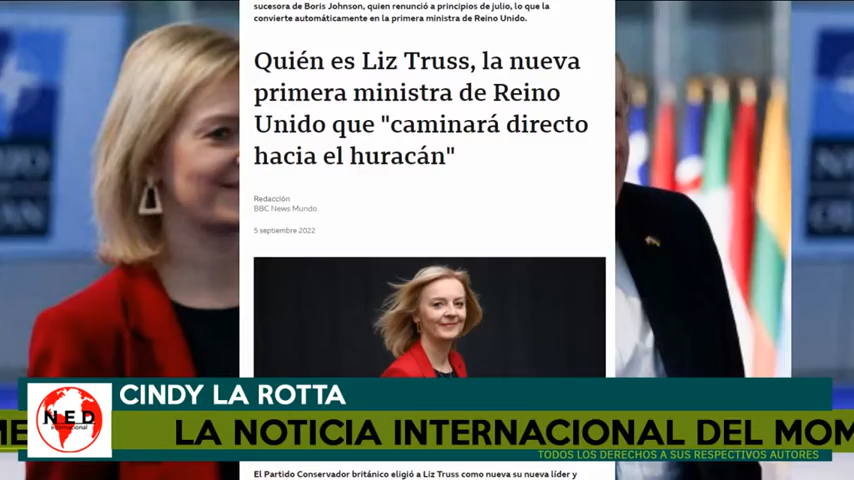 sucesora de Boris Johnson, quien renunció a principios de julio, lo que la
convierte automáticamente en la primera ministra de Reino Unido.
Quién es Liz Truss, la nueva
primera ministra de Reino
Unido que "caminará directo
hacia el huracán"
Redacción
BBC News Mundo
5 septiembre 2022
CINDY LA ROTTA
NED
international
LA NOTICIA INTERNACIONAL DEL MOM
TODOS LOS DERECHOS A SUS RESPECTIVOS AUTORES
El Partido Conservador británico eligió a Liz Truss como nueva su nueva líder y